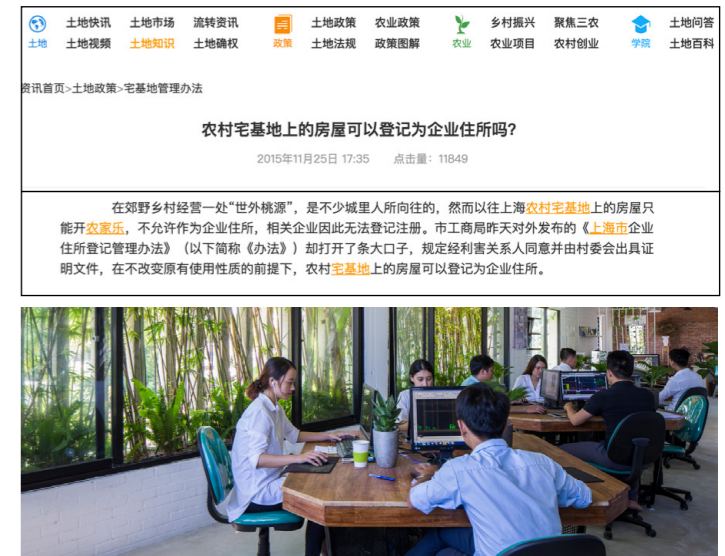 土地快讯 土地市场 流转资讯 土地政策 农业政策 乡村振兴 聚焦三农 土地问答
土地 土地视频 土地知识 土地确权 政策 土地法规 政策图解 农业 农业项目 农村创业 学院 土地百科
资讯首页>土地政策>宅基地管理办法
农村宅基地上的房屋可以登记为企业住所吗?
2015年11月25日 17:35 点击量: 11849
在郊野乡村经营一处“世外桃源”，是不少城里人所向往的，然而以往上海农村宅基地上的房屋只
能开农家乐，不允许作为企业住所，相关企业因此无法登记注册。市工商局昨天对外发布的《上海市企业
住所登记管理办法》（以下简称《办法》）却打开了条大口子，规定经利害关系人同意并由村委会出具证
明文件，在不改变原有使用性质的前提下，农村宅基地上的房屋可以登记为企业住所。